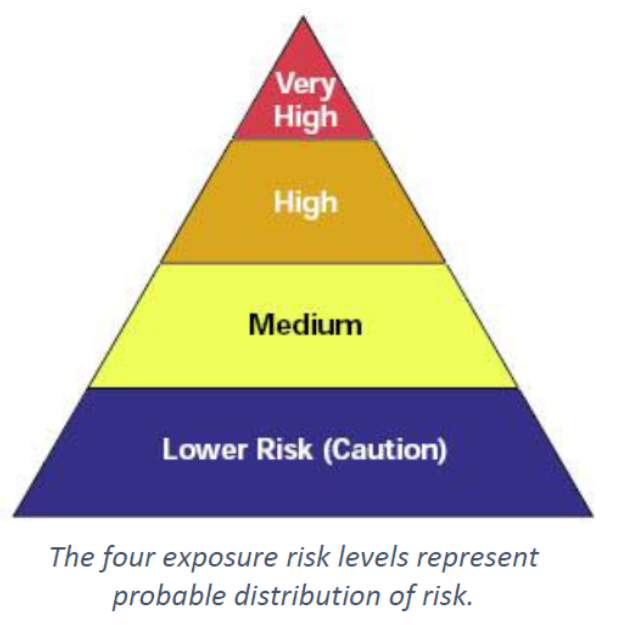 Very
High
High
Medium
Lower Risk (Caution)
The four exposure risk levels represent
probable distribution of risk.